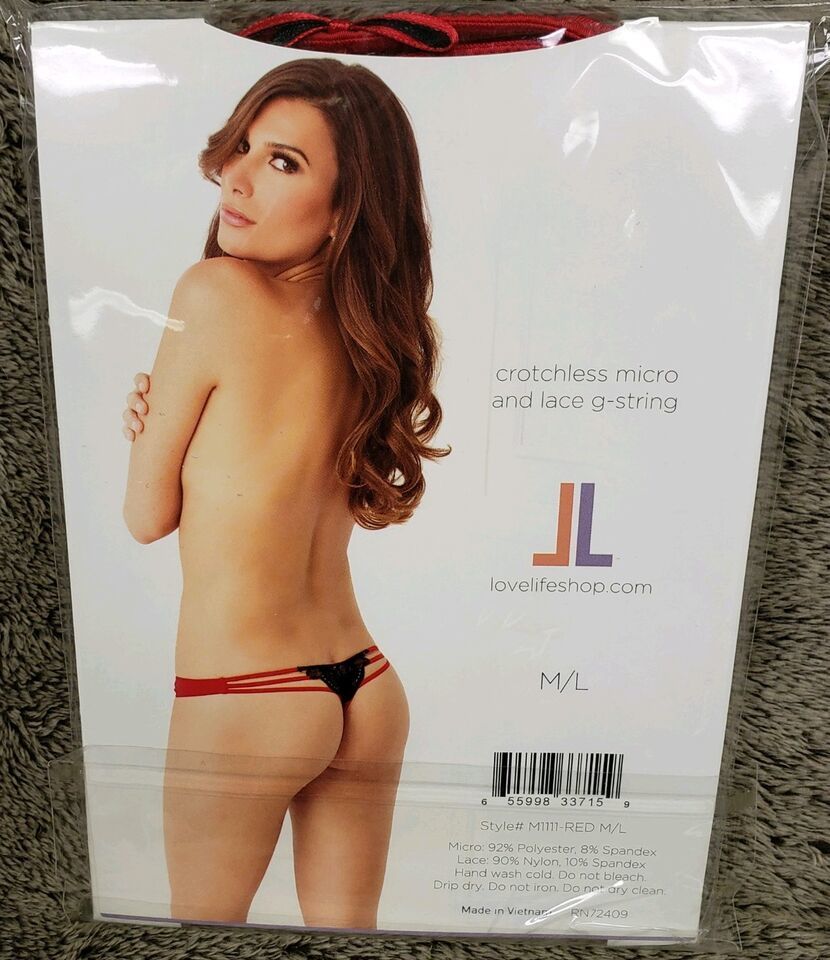 crotchless micro
and lace g-string
lovelifeshop.com
M/L
6 55998 33715 9
Style# M1111-RED M/L
Micro: 92% Polyester, 8% Spandex
Lace: 90% Nylon, 10% Spandex
Hand wash cold. Do not bleach.
Drip dry. Do not iron. Do not dry clean.
Made in Vietnam RN72409